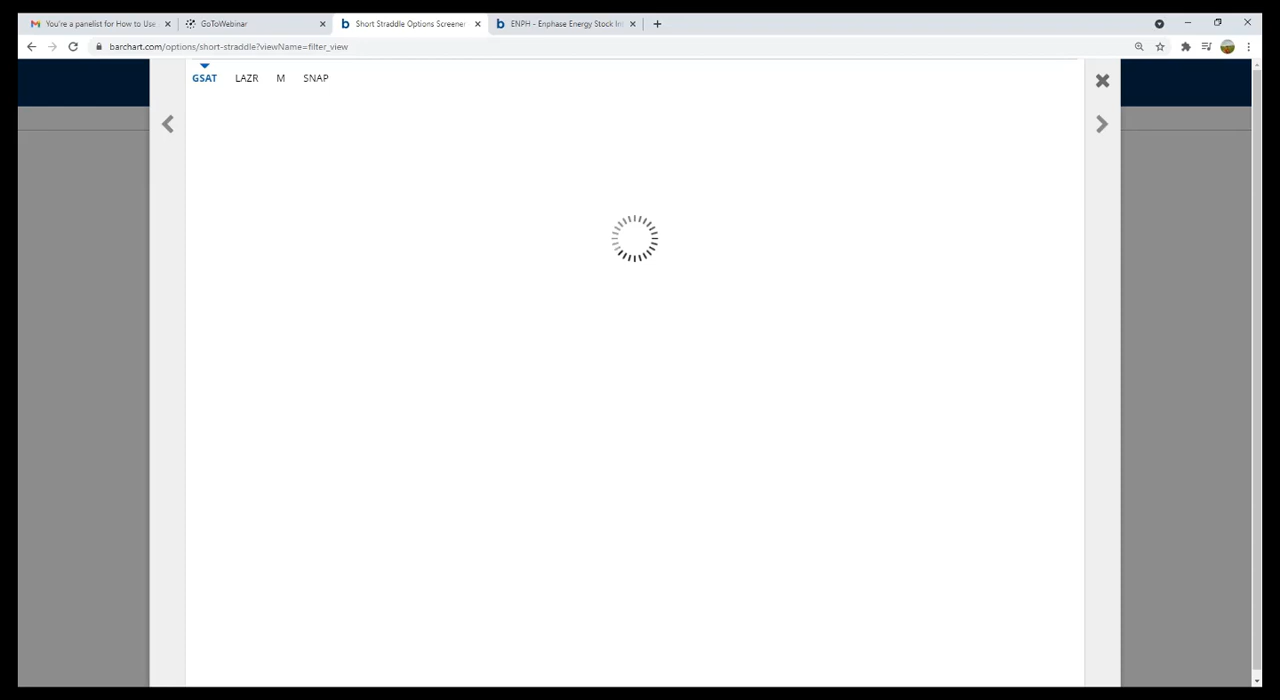 You're a panelist for How to Use
GoToWebinar
Short Straddle Options Screener
ENPH - Enphase Energy Stock In
barchart.com/options/short-straddle?viewName=filter_view
GSAT LAZR M SNAP